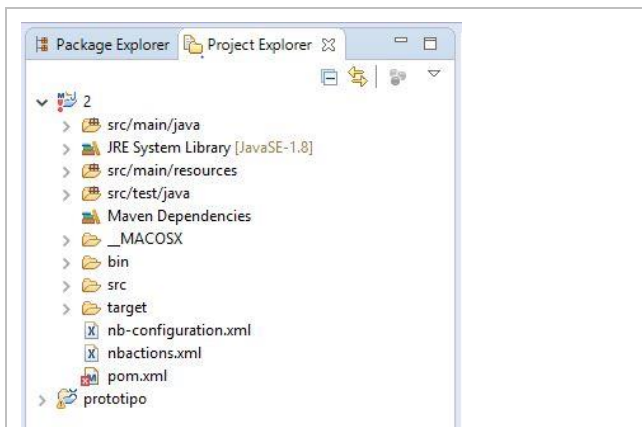 Package Explorer Project Explorer
2
src/main/java
JRE System Library [JavaSE-1.8]
src/main/resources
src/test/java
Maven Dependencies
__MACOSX
bin
src
target
nb-configuration.xml
nbactions.xml
pom.xml
prototipo